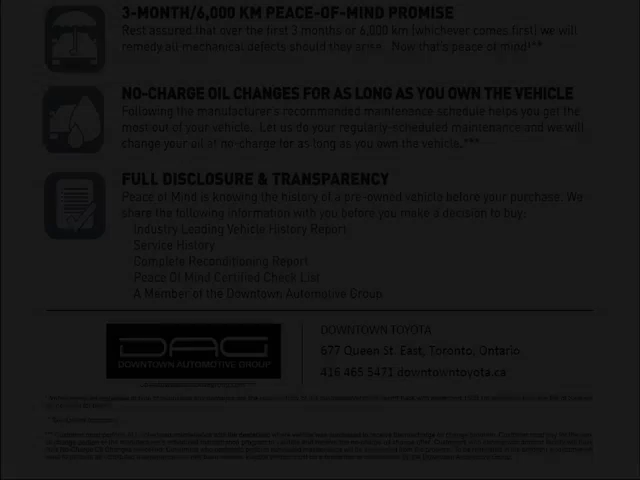 3-MONTH/6,000 KM PEACE-OF-MIND PROMISE
Rest assured that over the first 3 months or 6,000 km (whichever comes first) we will
remedy all mechanical defects should they arise. Now that's peace of mind!**
NO-CHARGE OIL CHANGES FOR AS LONG AS YOU OWN THE VEHICLE
Following the manufacturer's recommended maintenance schedule helps you get the
most out of your vehicle. Let us do your regularly-scheduled maintenance and we will
change your oil at no-charge for as long as you own the vehicle.***
FULL DISCLOSURE & TRANSPARENCY
Peace of Mind is knowing the history of a pre-owned vehicle before your purchase. We
share the following information with you before you make a decision to buy:
Industry Leading Vehicle History Report
Service History
Complete Reconditioning Report
Peace Of Mind Certified Check List
A Member of the Downtown Automotive Group
DAG
DOWNTOWN AUTOMOTIVE GROUP
DOWNTOWN TOYOTA
677 Queen St. East, Toronto, Ontario.
416.465.5471 downtowntoyota.ca